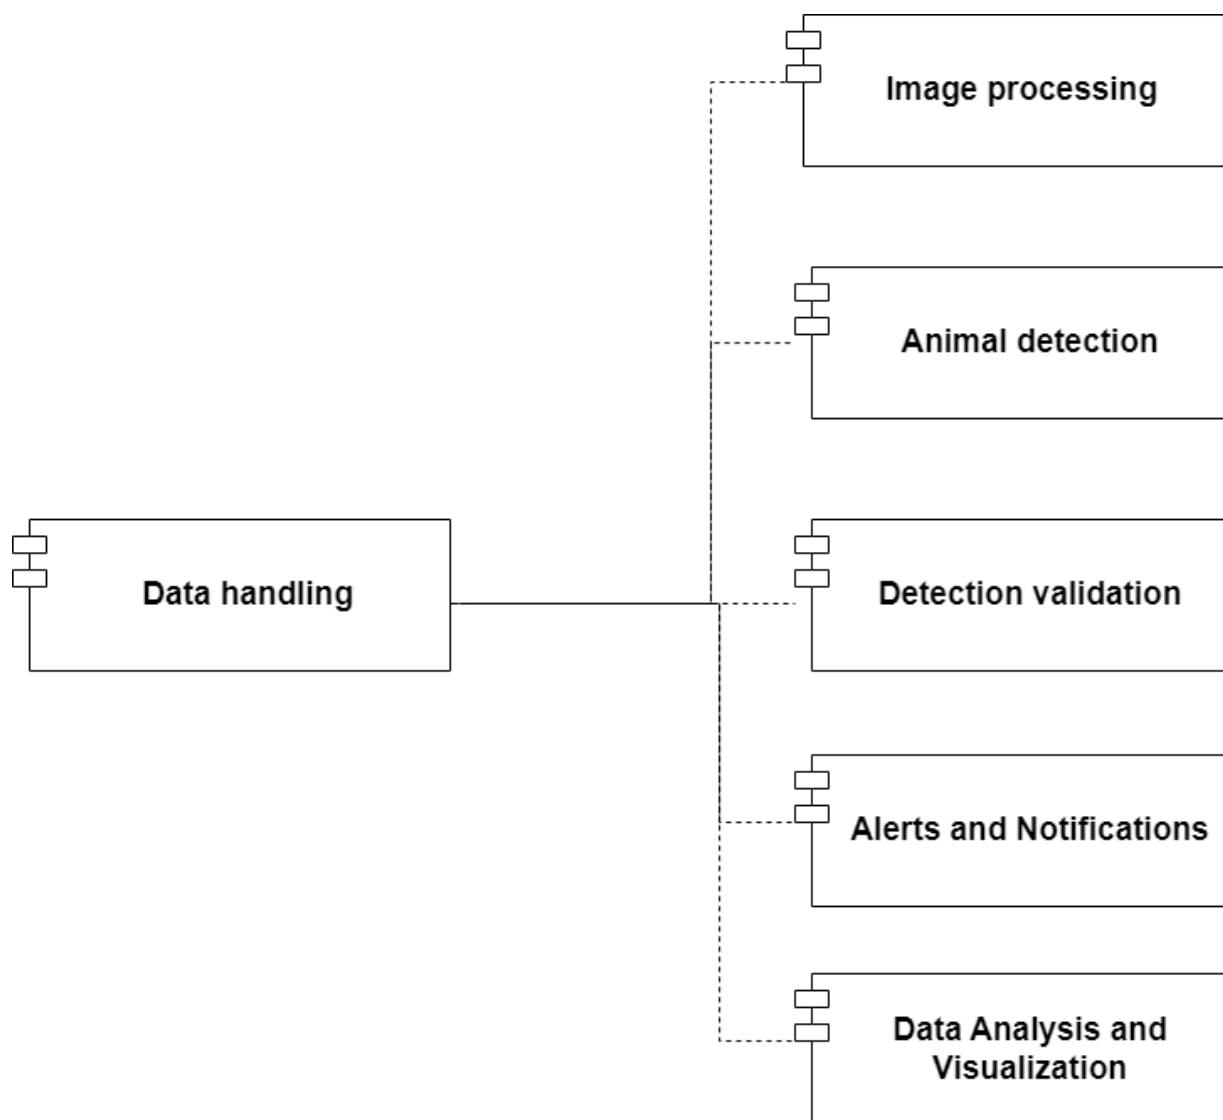 Image processing
Animal detection
Data handling
Detection validation
Alerts and Notifications
Data Analysis and
Visualization